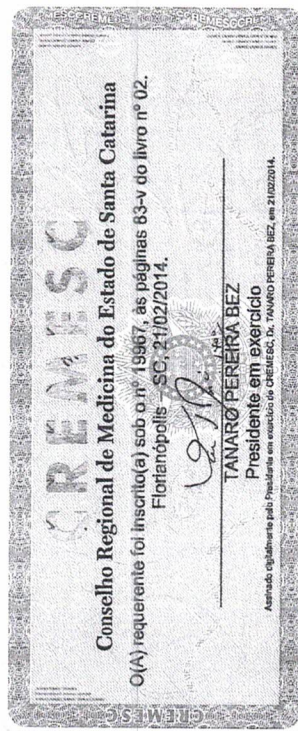 CREMESC
Conselho Regional de Medicina do Estado de Santa Catarina
O(A) requerente foi inscrito(a) sob o nº 19967, às páginas 83-v do livro nº 02.
Florianópolis – SC, 21/02/2014.
TANARO PEREIRA BEZ
Presidente em exercício
Assinado digitalmente pelo Presidente em exercício do CREMESC, Dr. TANARO PEREIRA BEZ, em 21/02/2014.
CREMESC